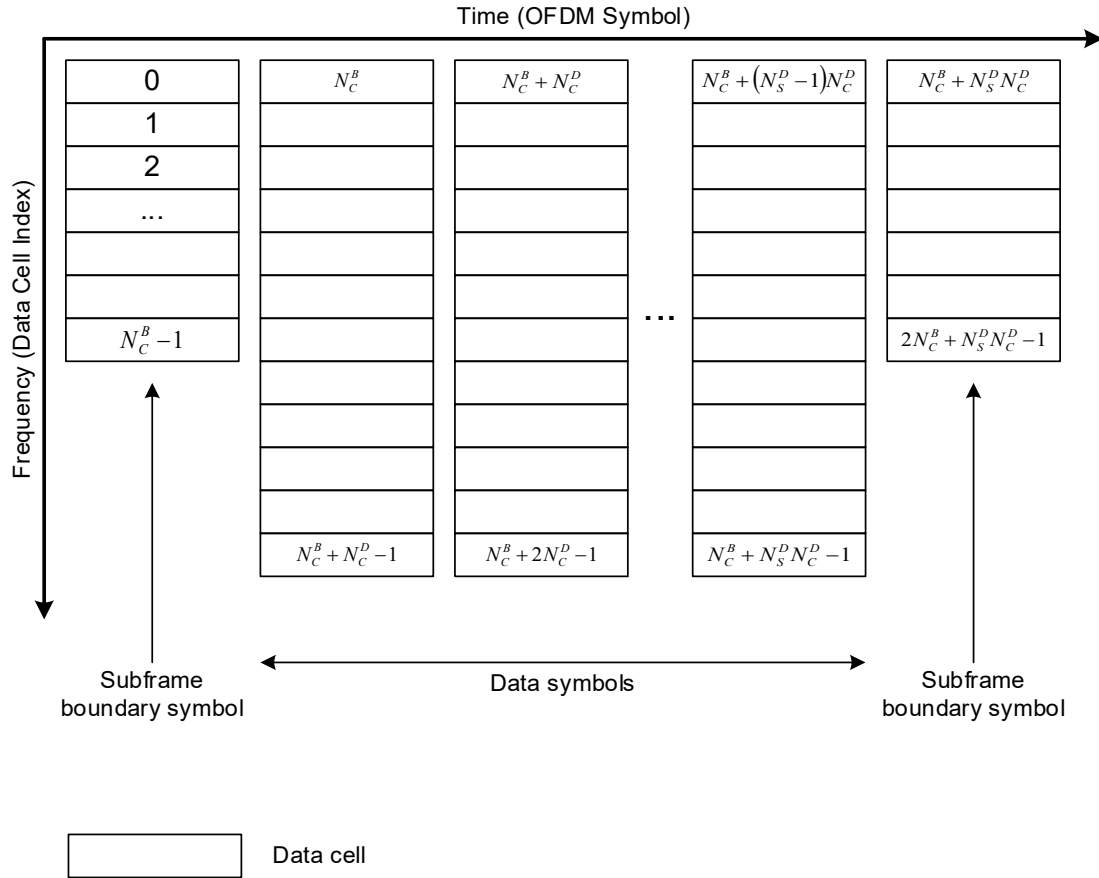 Time (OFDM Symbol)
Frequency (Data Cell Index)
0
1
2
...
$N_C^B - 1$
$N_C^B$
$N_C^B + N_C^D - 1$
$N_C^B + N_C^D$
$N_C^B + 2N_C^D - 1$
...
$N_C^B + (N_S^D - 1)N_C^D$
$N_C^B + N_S^D N_C^D - 1$
$N_C^B + N_S^D N_C^D$
$2N_C^B + N_S^D N_C^D - 1$
Subframe
boundary symbol
Data symbols
Subframe
boundary symbol
Data cell